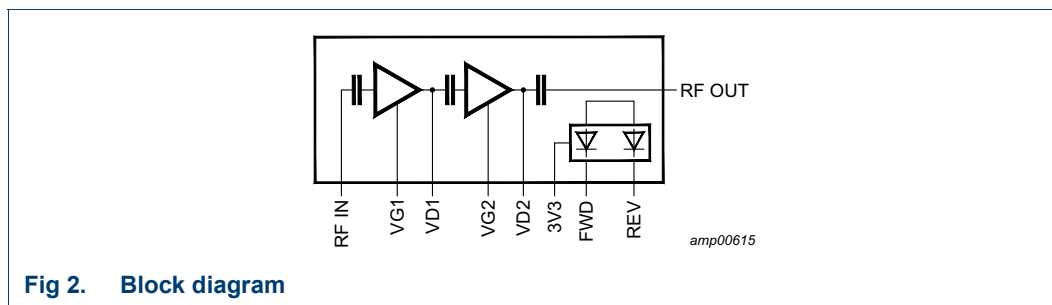 RF OUT
RF IN
VG1
VD1
VG2
VD2
3V3
FWD
REV
amp00615
Fig 2. Block diagram